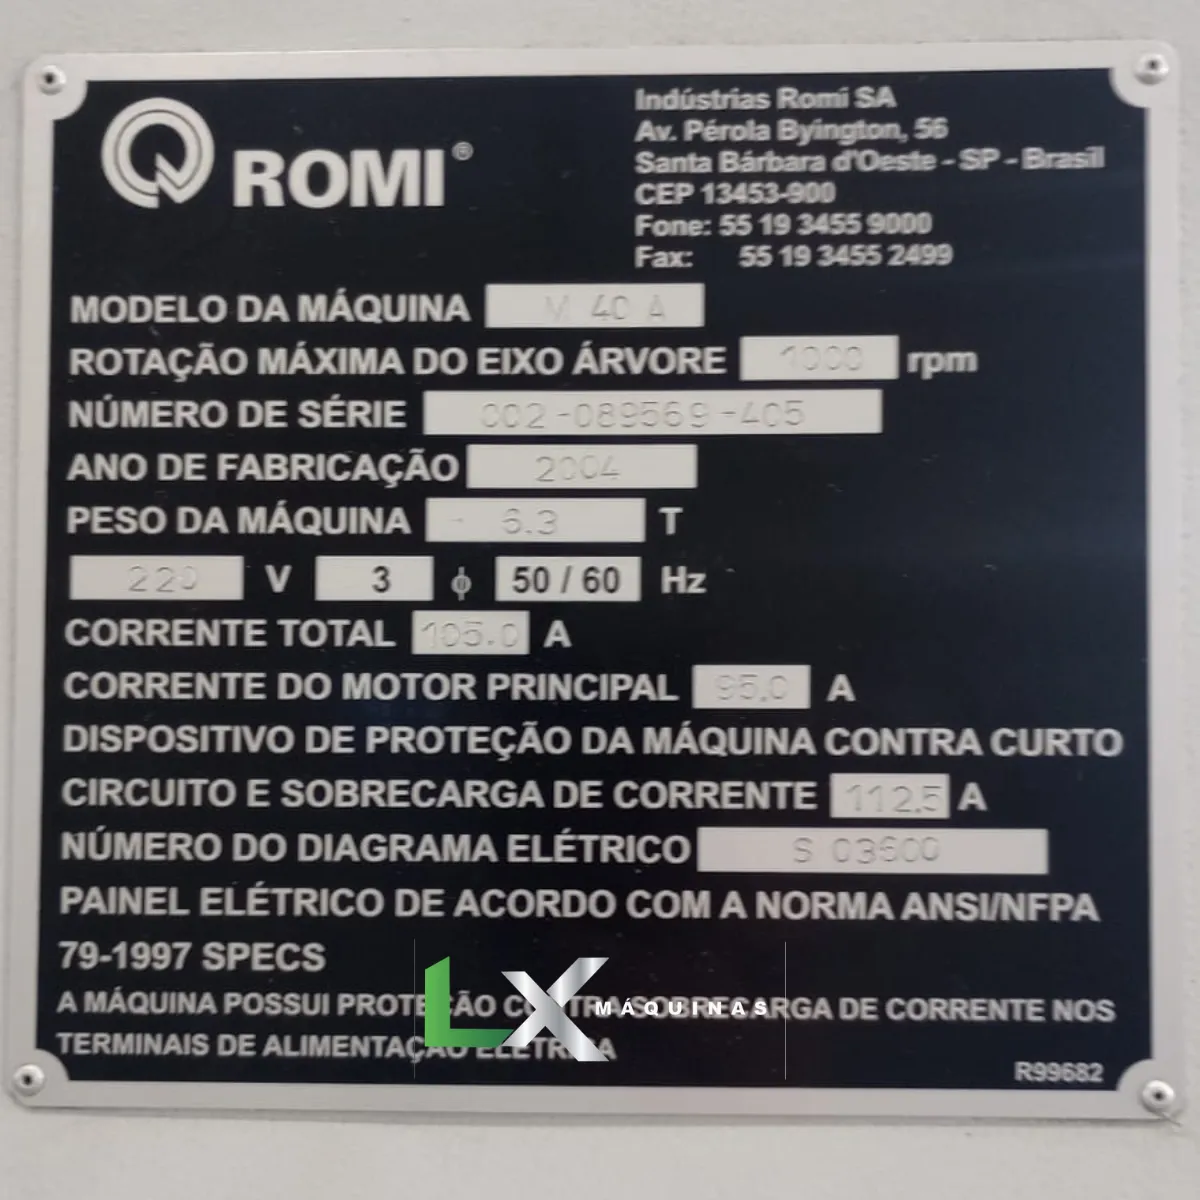 ROMI®
Indústrias Romi SA
Av. Pérola Byington, 56
Santa Bárbara d'Oeste - SP - Brasil
CEP 13453-900
Fone: 55 19 3455 9000
Fax: 55 19 3455 2499
MODELO DA MÁQUINA M 40 A
ROTAÇÃO MÁXIMA DO EIXO ÁRVORE 1000 rpm
NÚMERO DE SÉRIE 002-089569-405
ANO DE FABRICAÇÃO 2004
PESO DA MÁQUINA - 6.3 T
220 V 3 ϕ 50 / 60 Hz
CORRENTE TOTAL 105.0 A
CORRENTE DO MOTOR PRINCIPAL 95.0 A
DISPOSITIVO DE PROTEÇÃO DA MÁQUINA CONTRA CURTO
CIRCUITO E SOBRECARGA DE CORRENTE 112.5 A
NÚMERO DO DIAGRAMA ELÉTRICO S
PAINEL ELÉTRICO DE ACORDO COM A NORMA ANSI/NFPA
79-1997 SPECS
A MÁQUINA POSSUI PROTEÇÃO CONTRA SOBRECARGA DE CORRENTE NOS
TERMINAIS DE ALIMENTAÇÃO ELÉTRICA
LX MÁQUINAS
R99682